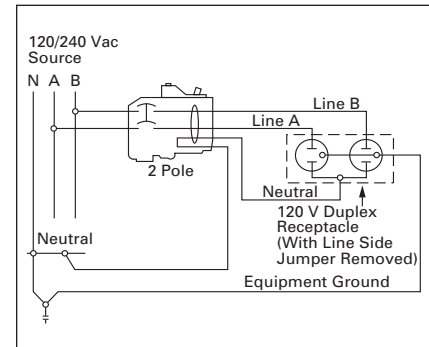 120/240 Vac
Source
N A B
Line B
Line A
2 Pole
Neutral
120 V Duplex
Receptacle
(With Line Side
Jumper Removed)
Neutral
Equipment Ground